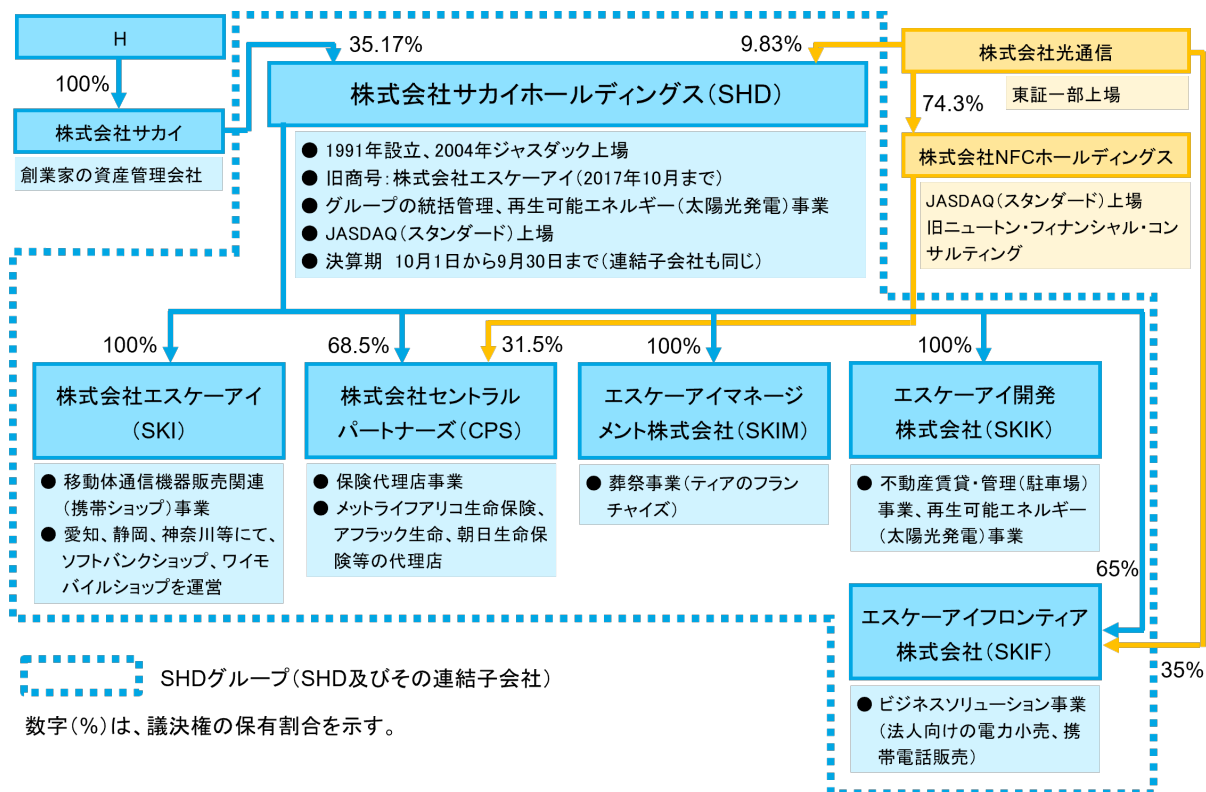 H
100%
株式会社サカイ
創業家の資産管理会社
35.17%
9.83%
株式会社サカイホールディングス(SHD)
● 1991年設立、2004年ジャスダック上場
● 旧商号:株式会社エスケーアイ(2017年10月まで)
● グループの統括管理、再生可能エネルギー(太陽光発電)事業
● JASDAQ(スタンダード)上場
● 決算期 10月1日から9月30日まで(連結子会社も同じ)
株式会社光通信
東証一部上場
74.3%
株式会社NFCホールディングス
JASDAQ(スタンダード)上場
旧ニュートン・フィナンシャル・コン
サルティング
100%
株式会社エスケーアイ
(SKI)
● 移動体通信機器販売関連
(携帯ショップ)事業
● 愛知、静岡、神奈川等にて、
ソフトバンクショップ、ワイモ
バイルショップを運営
68.5%
31.5%
株式会社セントラル
パートナーズ(CPS)
● 保険代理店事業
● メットライフアリコ生命保険、
アフラック生命、朝日生命保
険等の代理店
100%
エスケーアイマネージ
メント株式会社(SKIM)
● 葬祭事業(ティアのフラン
チャイズ)
100%
エスケーアイ開発
株式会社(SKIK)
● 不動産賃貸・管理(駐車場)
事業、再生可能エネルギー
(太陽光発電)事業
65%
35%
エスケーアイフロンティア
株式会社(SKIF)
● ビジネスソリューション事業
(法人向けの電力小売、携
帯電話販売)
SHDグループ(SHD及びその連結子会社)
数字(%)は、議決権の保有割合を示す。